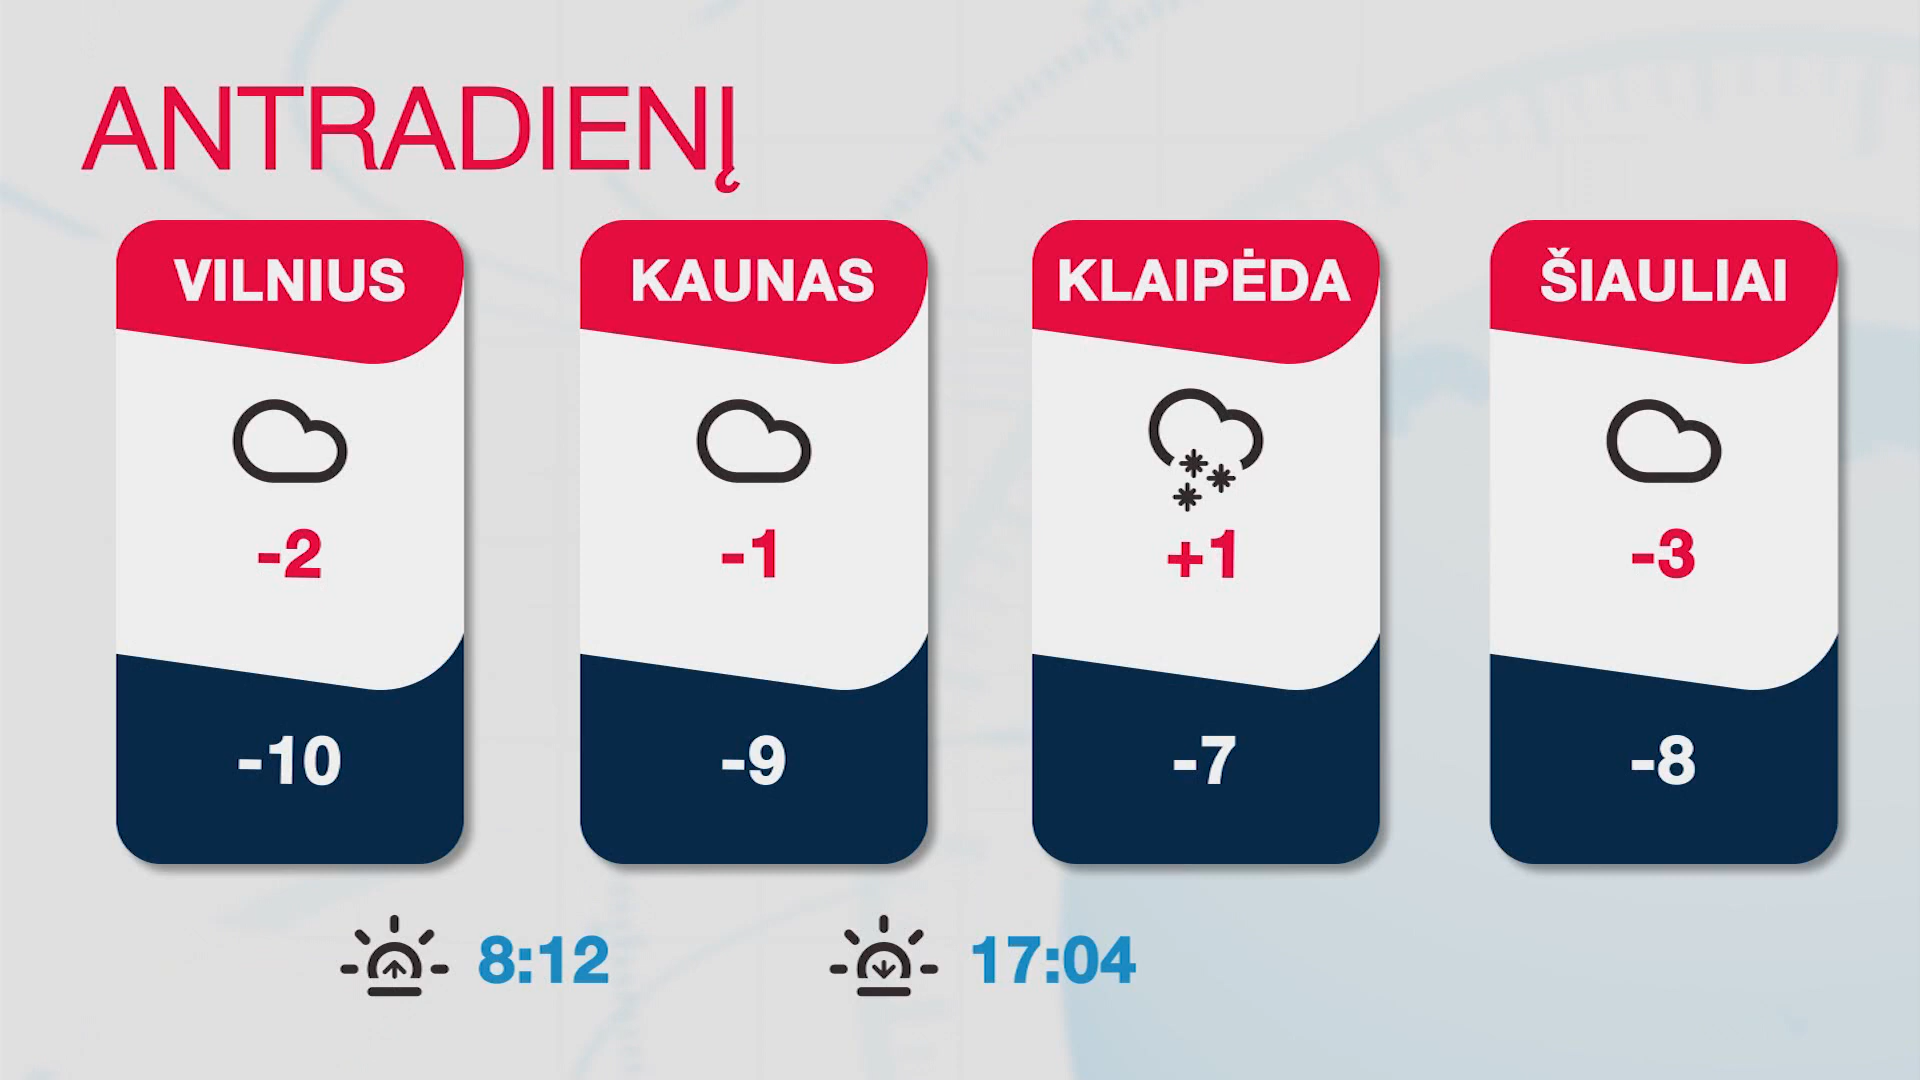 ANTRADIENĮ
VILNIUS
-2
-10
KAUNAS
-1
-9
KLAIPĖDA
+1
-7
ŠIAULIAI
-3
-8
8:12
17:04